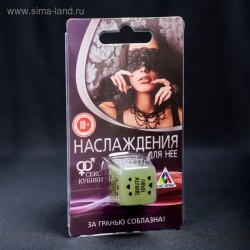 © www.sima-land.ru
18+
НАСЛАЖДЕНИЯ
ДЛЯ НЕЕ
СЕКС
КУБИКИ
ЗА ГРАНЬЮ СОБЛАЗНА!